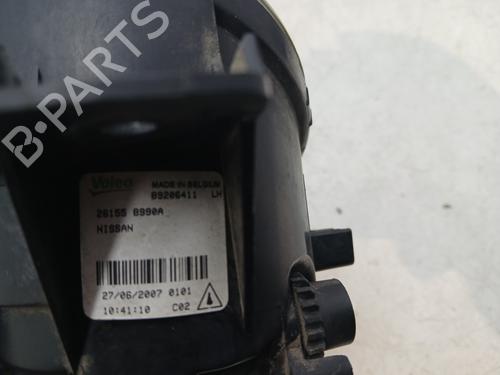 B-PARTS
Valeo MADE IN BELGIUM
89206411 LH
26155 8990A
NISSAN
27/06/2007 0101
10:41:10 C02